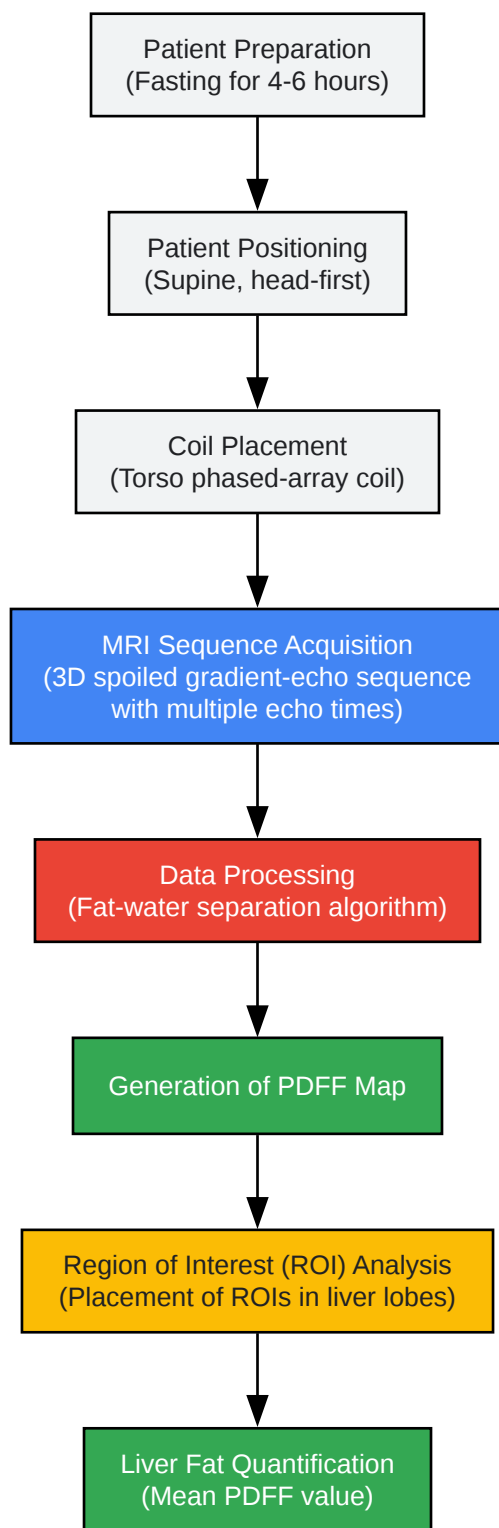 Patient Preparation
(Fasting for 4-6 hours)
Patient Positioning
(Supine, head-first)
Coil Placement
(Torso phased-array coil)
MRI Sequence Acquisition
(3D spoiled gradient-echo sequence
with multiple echo times)
Data Processing
(Fat-water separation algorithm)
Generation of PDFF Map
Region of Interest (ROI) Analysis
(Placement of ROIs in liver lobes)
Liver Fat Quantification
(Mean PDFF value)